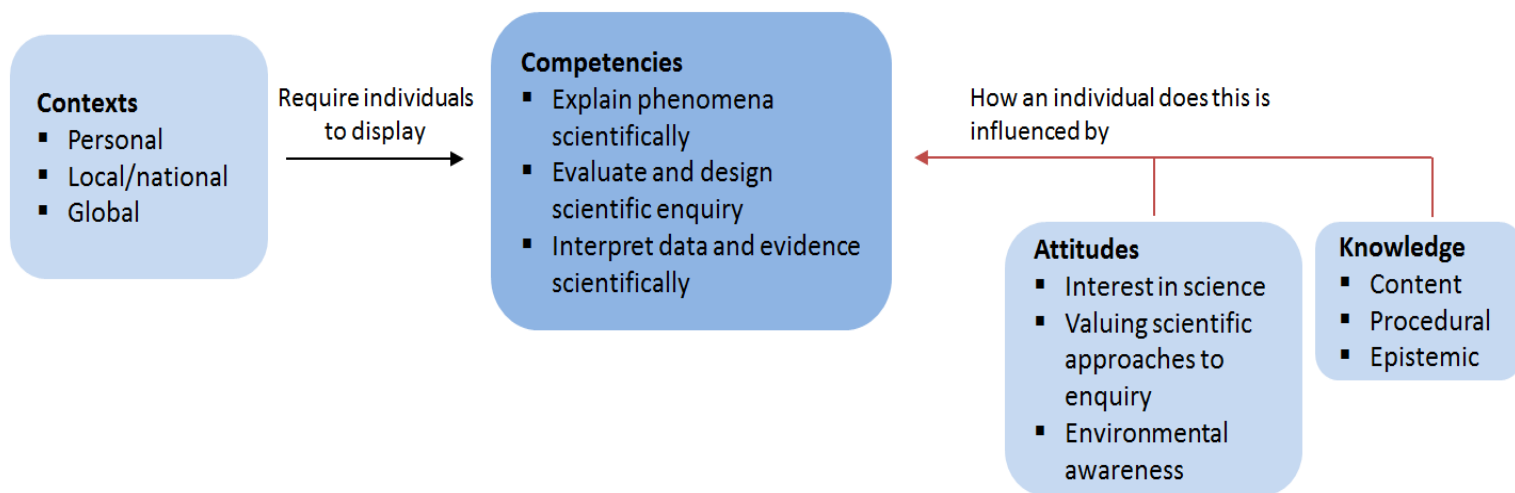 Contexts
▪ Personal
▪ Local/national
▪ Global
Require individuals
to display
Competencies
▪ Explain phenomena
scientifically
▪ Evaluate and design
scientific enquiry
▪ Interpret data and evidence
scientifically
How an individual does this is
influenced by
Attitudes
▪ Interest in science
▪ Valuing scientific
approaches to
enquiry
▪ Environmental
awareness
Knowledge
▪ Content
▪ Procedural
▪ Epistemic